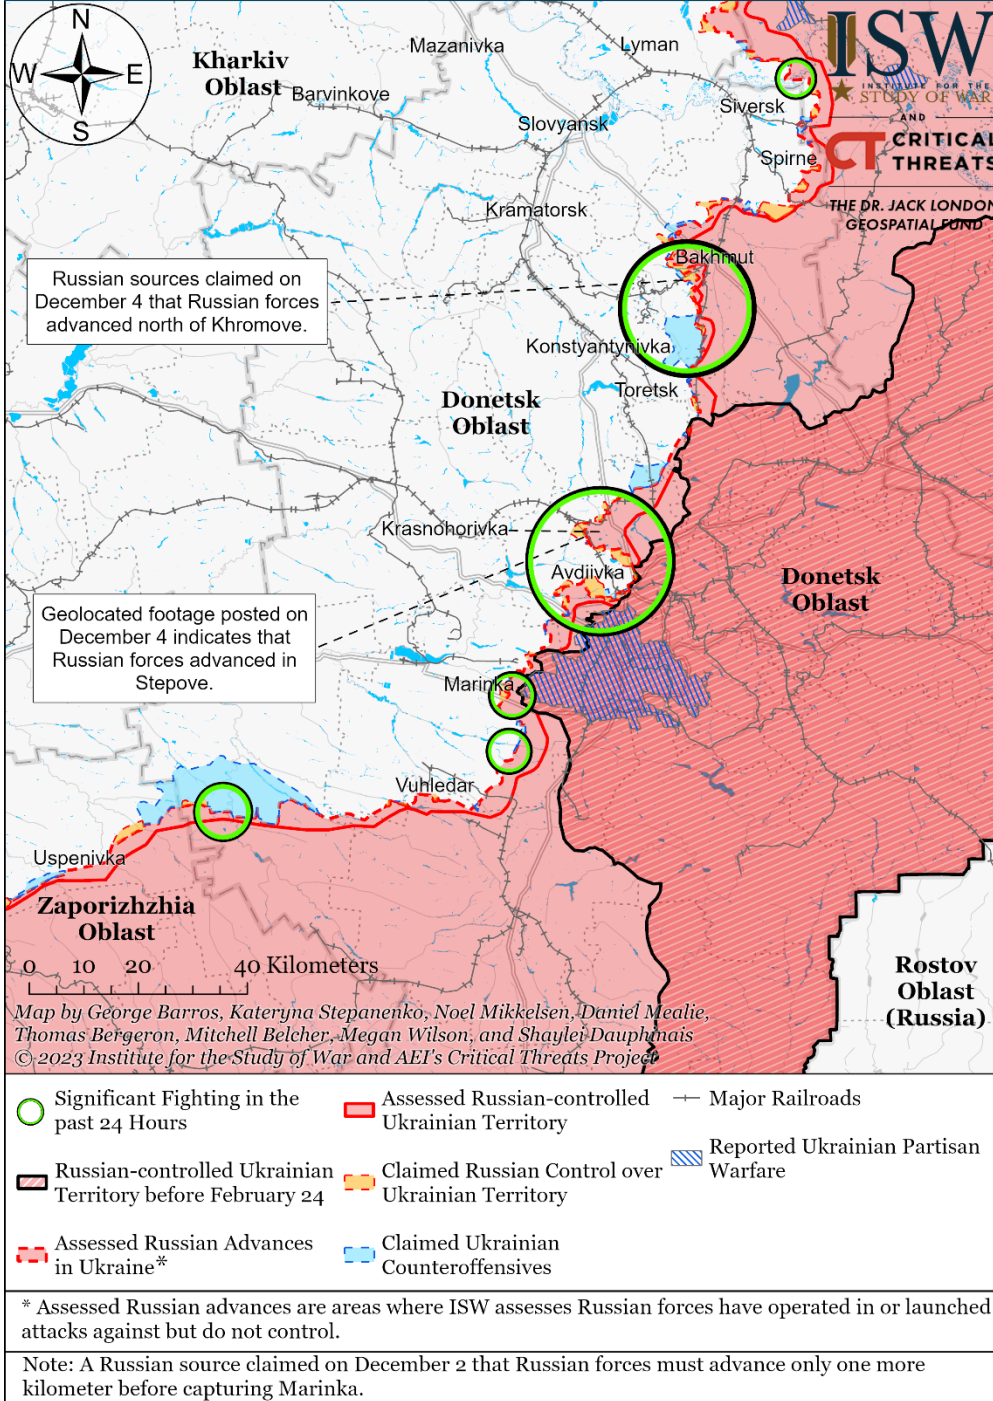 N
W
E
S
Kharkiv
Oblast
Mazanivka
Lyman
Barvinkove
Slovyansk
Siversk
Spirne
Kramatorsk
ISW
INSTITUTE FOR THE
STUDY OF WAR
AND
CT CRITICAL
THREATS
THE DR. JACK LONDON
GEOSPATIAL FUND
Bakhmut
Russian sources claimed on
December 4 that Russian forces
advanced north of Khromove.
Konstyantynivka
Toretsk
Donetsk
Oblast
Krasnohorivka
Avdiivka
Donetsk
Oblast
Geolocated footage posted on
December 4 indicates that
Russian forces advanced in
Stepove.
Marinka
Vuhledar
Uspenivka
Zaporizhzhia
Oblast
Rostov
Oblast
(Russia)
0 10 20 40 Kilometers
Map by George Barros, Kateryna Stepanenko, Noel Mikkelsen, Daniel Mealie,
Thomas Bergeron, Mitchell Belcher, Megan Wilson, and Shaylei Dauphinais
© 2023 Institute for the Study of War and AEI's Critical Threats Project
Significant Fighting in the
past 24 Hours
Russian-controlled Ukrainian
Territory before February 24
Assessed Russian Advances
in Ukraine*
Assessed Russian-controlled
Ukrainian Territory
Claimed Russian Control over
Ukrainian Territory
Claimed Ukrainian
Counteroffensives
Major Railroads
Reported Ukrainian Partisan
Warfare
* Assessed Russian advances are areas where ISW assesses Russian forces have operated in or launched
attacks against but do not control.
Note: A Russian source claimed on December 2 that Russian forces must advance only one more
kilometer before capturing Marinka.